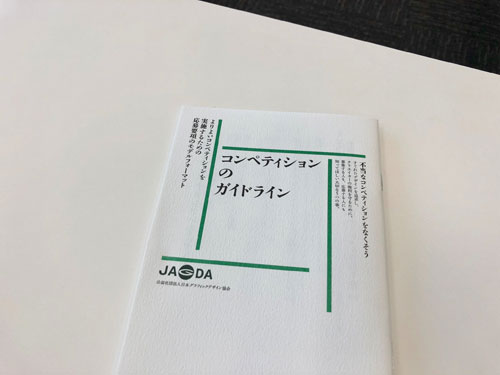 コンペティション
の
ガイドライン
不当なコンペティションをなくそう
よりよいコンペティションを
実施するための
応募要項のモデルフォーマット
JAGDA
公益社団法人日本グラフィックデザイン協会